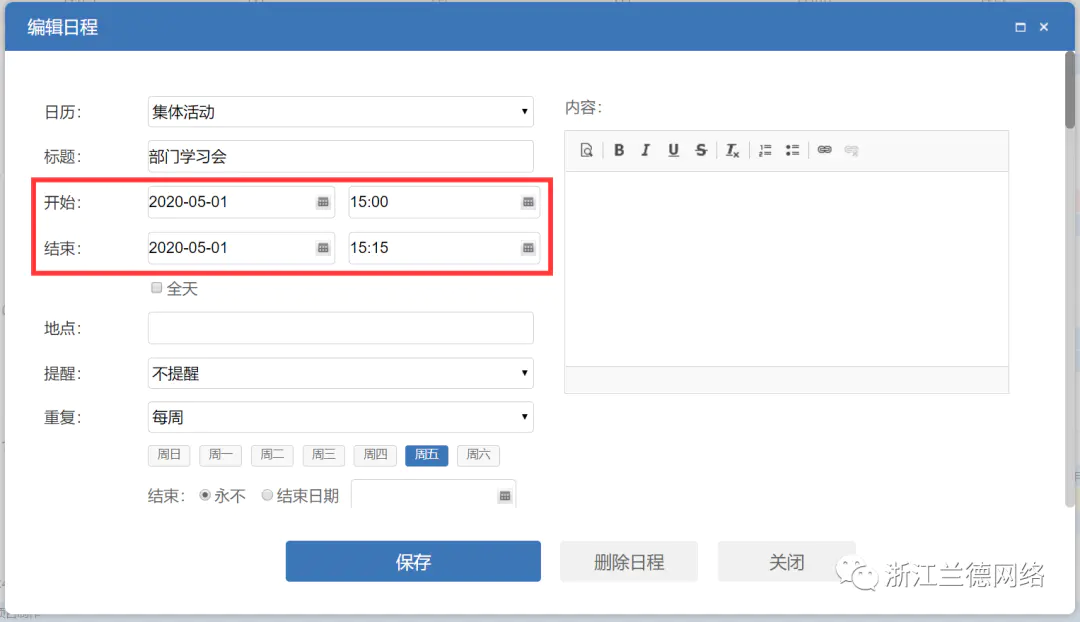 编辑日程
日历：
集体活动
标题：
部门学习会
开始：
2020-05-01
15:00
结束：
2020-05-01
15:15
全天
地点：
提醒：
不提醒
重复：
每周
周日 周一 周二 周三 周四 周五 周六
结束： 永不 结束日期
内容：
B I U S Tx
保存 删除日程 关闭
浙江兰德网络